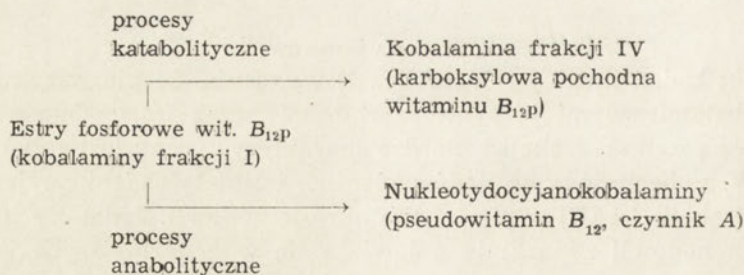 procesy
katabolityczne
Kobalamina frakcji IV
(karboksylowa pochodna
witaminu B₁₂p)
Estry fosforowe wit. B₁₂p
(kobalaminy frakcji I)
Nukleotydocyjanokobalaminy
(pseudowitamin B₁₂, czynnik A)
procesy
anabolityczne